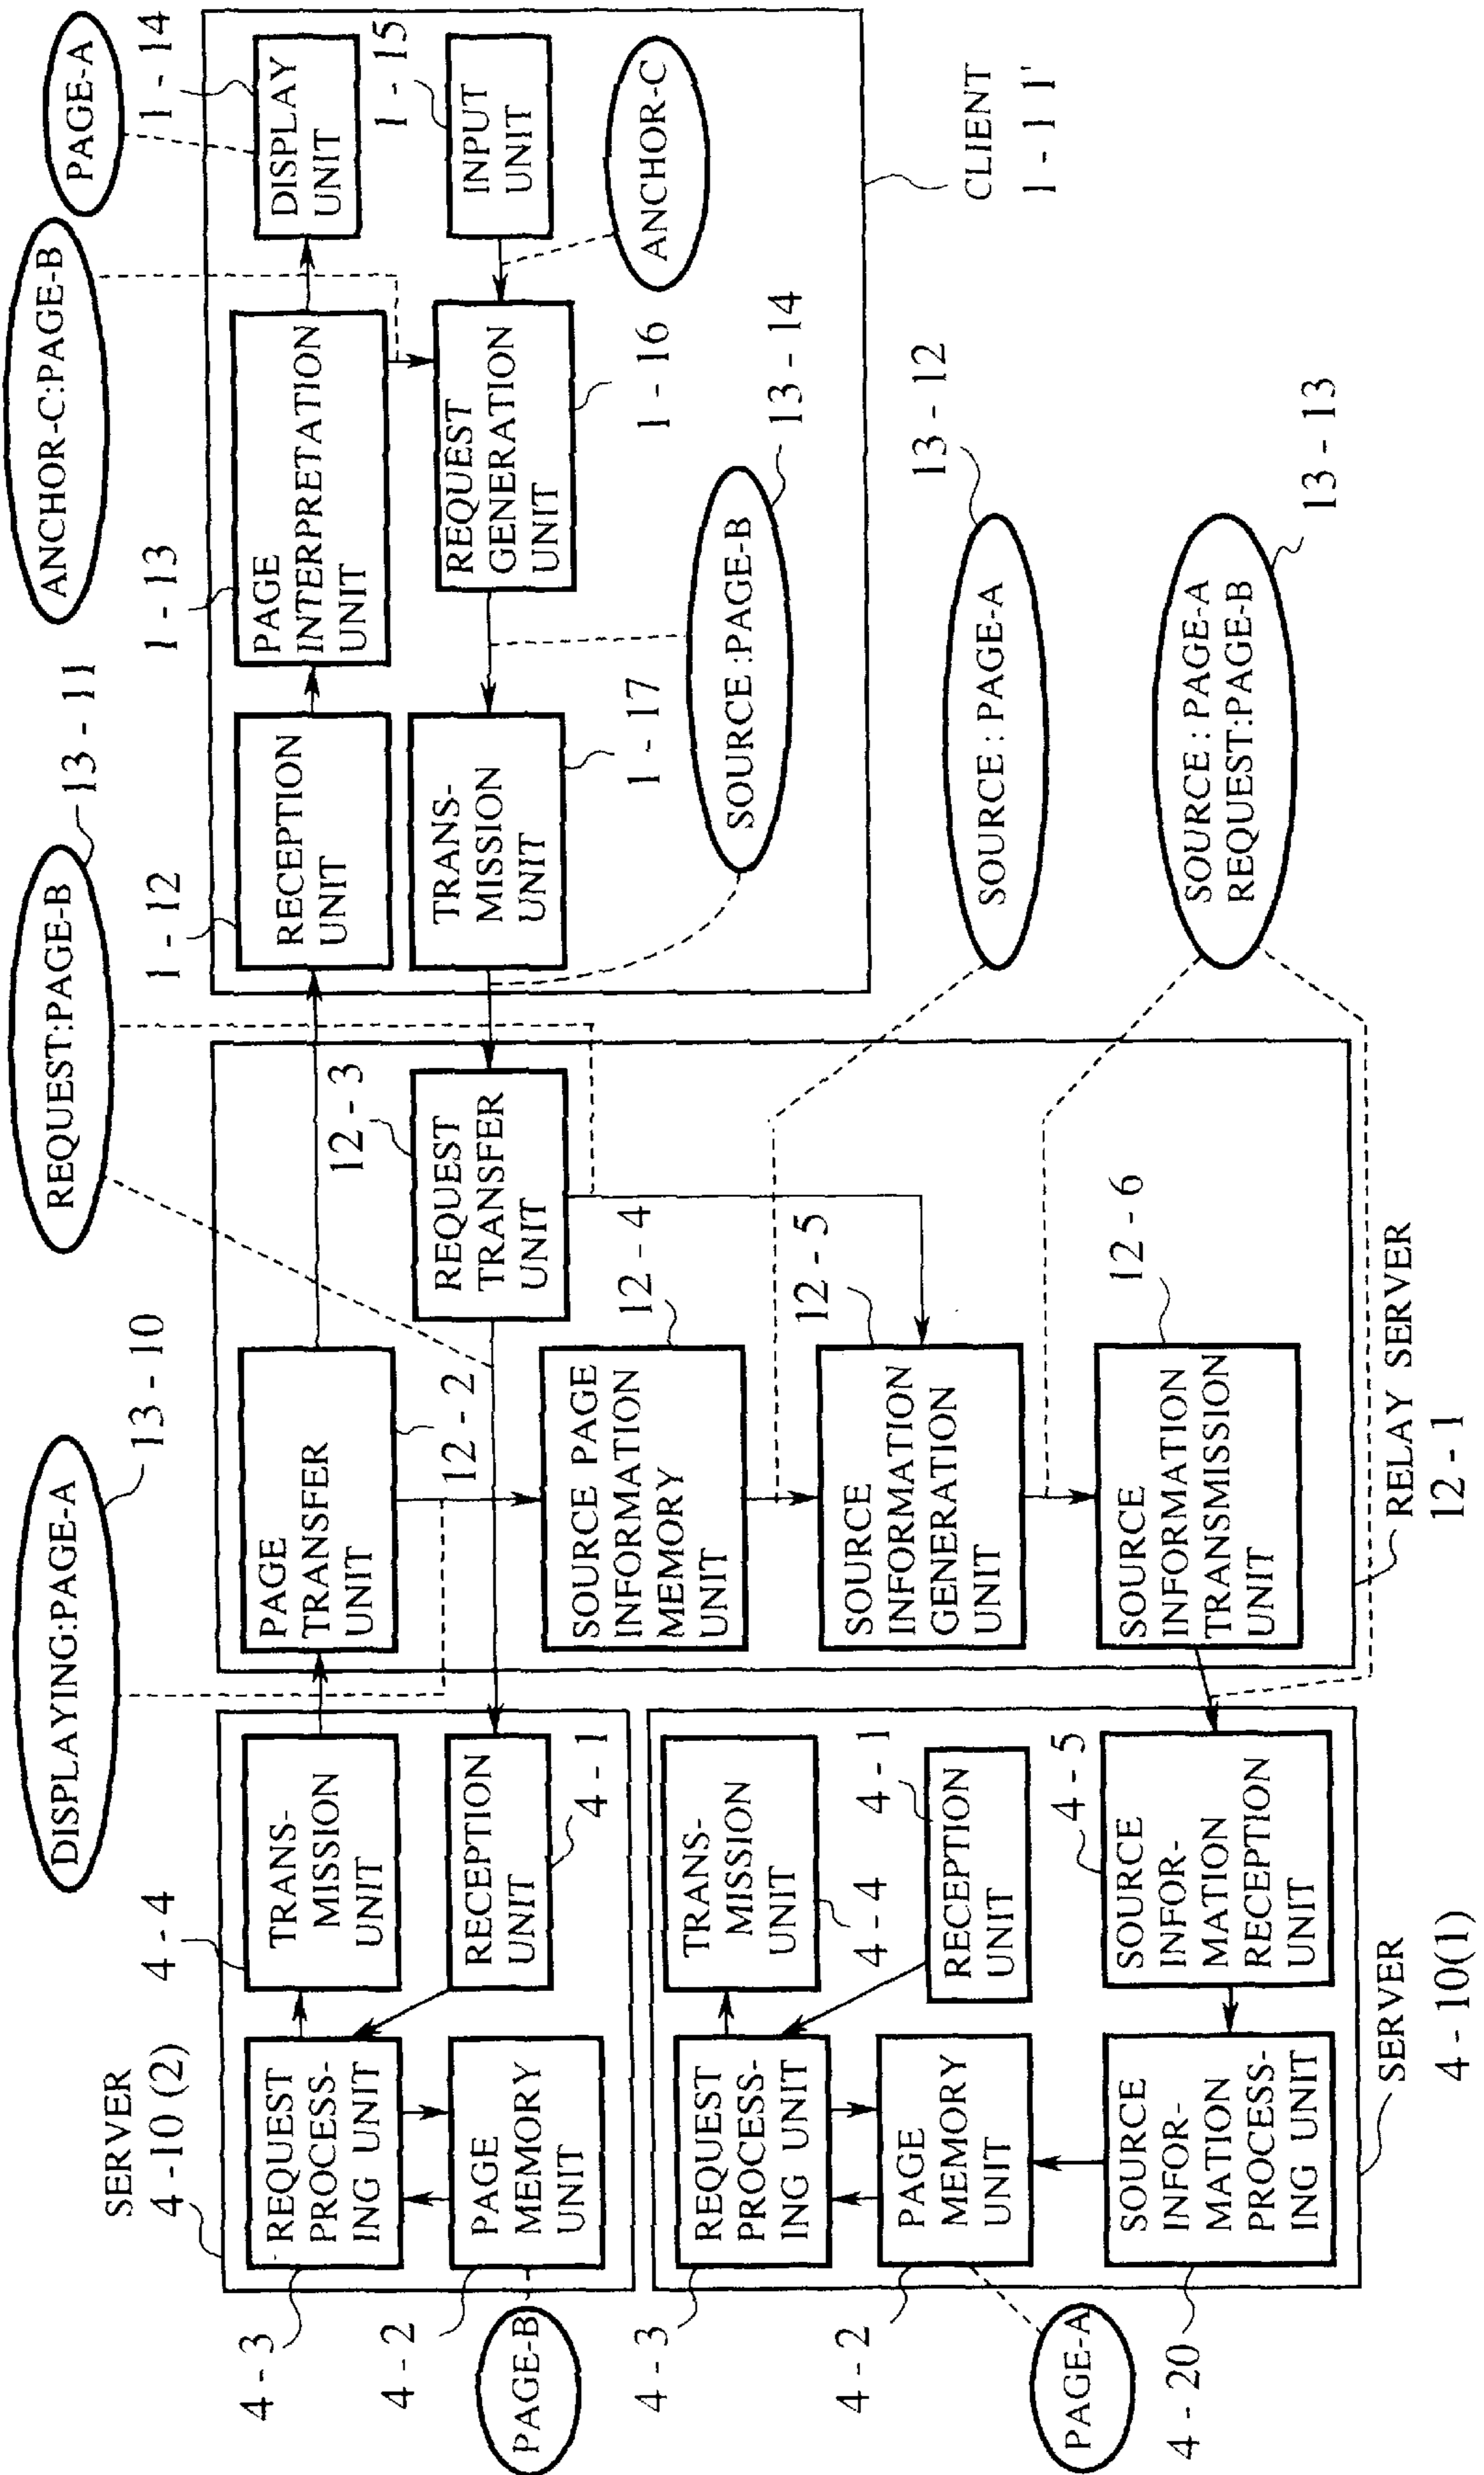 DISPLAYING:PAGE-A
13 - 10
REQUEST:PAGE-B
13 - 11
ANCHOR-C:PAGE-B
PAGE-A
SERVER
4 - 10 (2)
4 - 3
REQUEST
PROCESS-
ING UNIT
4 - 4
TRANS-
MISSION
UNIT
4 - 2
PAGE
MEMORY
UNIT
PAGE-B
RECEPTION
UNIT
4 - 1
PAGE
TRANSFER
UNIT
12 - 2
12 - 3
REQUEST
TRANSFER
UNIT
SOURCE PAGE
INFORMATION
MEMORY
UNIT
12 - 4
SOURCE
INFORMATION
GENERATION
UNIT
12 - 5
SOURCE
INFORMATION
TRANSMISSION
UNIT
12 - 6
RELAY SERVER
12 - 1
1 - 12
RECEPTION
UNIT
1 - 13
PAGE
INTERPRETATION
UNIT
1 - 14
DISPLAY
UNIT
1 - 15
INPUT
UNIT
ANCHOR-C
REQUEST
GENERATION
UNIT
1 - 16
TRANS-
MISSION
UNIT
1 - 17
SOURCE :PAGE-B
13 - 14
CLIENT
1 - 1 1'
SOURCE : PAGE-A
13 - 12
SOURCE : PAGE-A
REQUEST:PAGE-B
13 - 13
4 - 3
REQUEST
PROCESS-
ING UNIT
TRANS-
MISSION
UNIT
4 - 4
4 - 2
PAGE
MEMORY
UNIT
PAGE-A
4 - 1
RECEPTION
UNIT
4 - 5
SOURCE
INFOR-
MATION
RECEPTION
UNIT
4 - 20
SOURCE
INFOR-
MATION
PROCESS-
ING UNIT
SERVER
4 - 10(1)